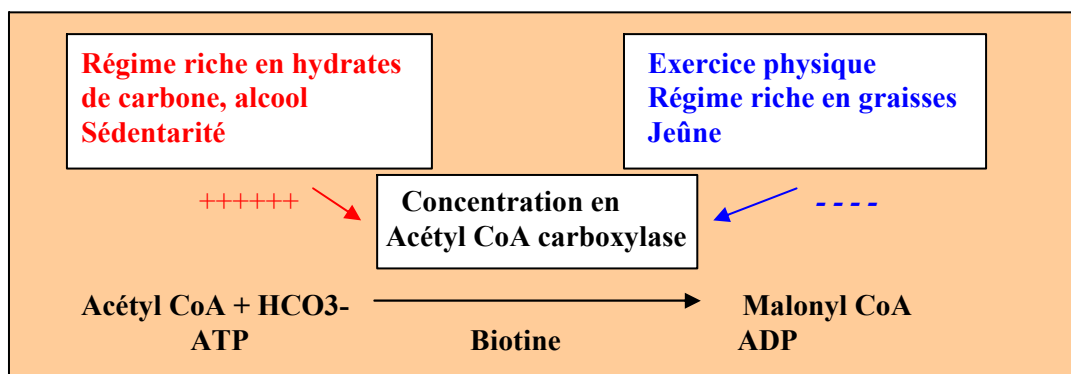 Régime riche en hydrates
de carbone, alcool
Sédentarité
Exercice physique
Régime riche en graisses
Jeûne
++++++
Concentration en
Acétyl CoA carboxylase
- - - -
Acétyl CoA + HCO3-
Malonyl CoA
ATP
Biotine
ADP